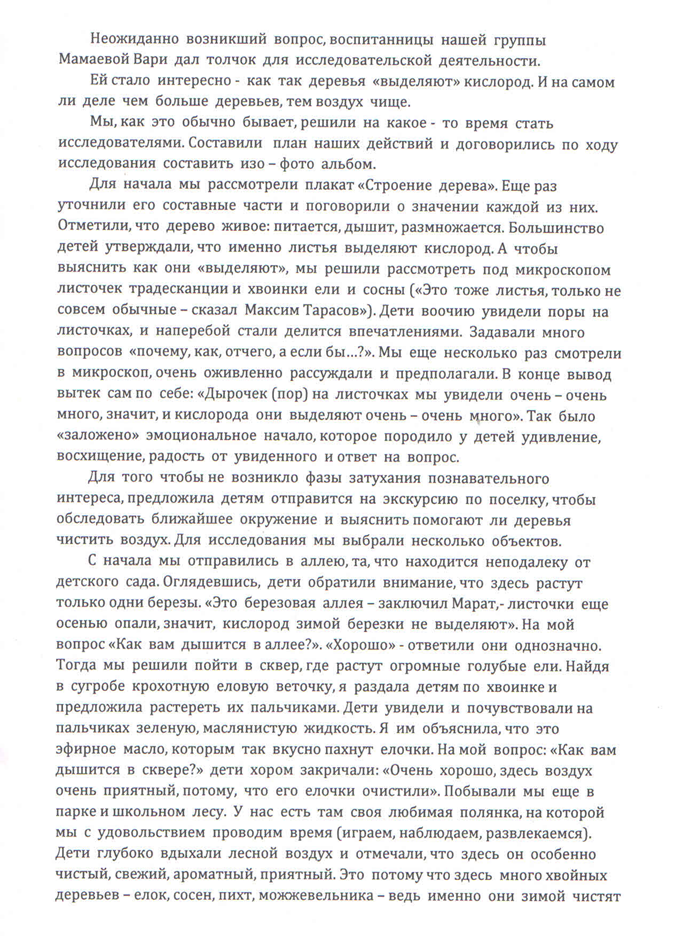 Неожиданно возникший вопрос, воспитанницы нашей группы
Мамаевой Вари дал толчок для исследовательской деятельности.
Ей стало интересно - как так деревья «выделяют» кислород. И на самом
ли деле чем больше деревьев, тем воздух чище.
Мы, как это обычно бывает, решили на какое - то время стать
исследователями. Составили план наших действий и договорились по ходу
исследования составить изо – фото альбом.
Для начала мы рассмотрели плакат «Строение дерева». Еще раз
уточнили его составные части и поговорили о значении каждой из них.
Отметили, что дерево живое: питается, дышит, размножается. Большинство
детей утверждали, что именно листья выделяют кислород. А чтобы
выяснить как они «выделяют», мы решили рассмотреть под микроскопом
листочек традесканции и хвоинки ели и сосны («Это тоже листья, только не
совсем обычные – сказал Максим Тарасов»). Дети воочию увидели поры на
листочках, и наперебой стали делится впечатлениями. Задавали много
вопросов «почему, как, отчего, а если бы...?». Мы еще несколько раз смотрели
в микроскоп, очень оживленно рассуждали и предполагали. В конце вывод
вытек сам по себе: «Дырочек (пор) на листочках мы увидели очень – очень
много, значит, и кислорода они выделяют очень – очень много». Так было
«заложено» эмоциональное начало, которое породило у детей удивление,
восхищение, радость от увиденного и ответ на вопрос.
Для того чтобы не возникло фазы затухания познавательного
интереса, предложила детям отправится на экскурсию по поселку, чтобы
обследовать ближайшее окружение и выяснить помогают ли деревья
чистить воздух. Для исследования мы выбрали несколько объектов.
С начала мы отправились в аллею, та, что находится неподалеку от
детского сада. Оглядевшись, дети обратили внимание, что здесь растут
только одни березы. «Это березовая аллея – заключил Марат,- листочки еще
осенью опали, значит, кислород зимой березки не выделяют». На мой
вопрос «Как вам дышится в аллее?». «Хорошо» - ответили они однозначно.
Тогда мы решили пойти в сквер, где растут огромные голубые ели. Найдя
в сугробе крохотную еловую веточку, я раздала детям по хвоинке и
предложила растереть их пальчиками. Дети увидели и почувствовали на
пальчиках зеленую, маслянистую жидкость. Я им объяснила, что это
эфирное масло, которым так вкусно пахнут елочки. На мой вопрос: «Как вам
дышится в сквере?» дети хором закричали: «Очень хорошо, здесь воздух
очень приятный, потому, что его елочки очистили». Побывали мы еще в
парке и школьном лесу. У нас есть там своя любимая полянка, на которой
мы с удовольствием проводим время (играем, наблюдаем, развлекаемся).
Дети глубоко вдыхали лесной воздух и отмечали, что здесь он особенно
чистый, свежий, ароматный, приятный. Это потому что здесь много хвойных
деревьев – елок, сосен, пихт, можжевельника – ведь именно они зимой чистят